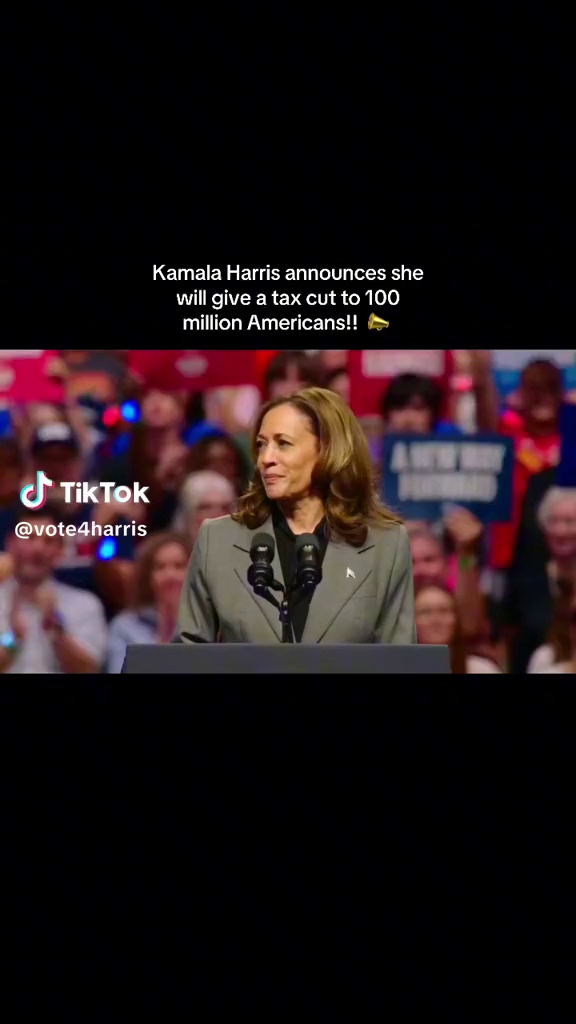 Kamala Harris announces she
will give a tax cut to 100
million Americans!! 📣
A NEW WAY
FORWARD
TikTok
@vote4harris